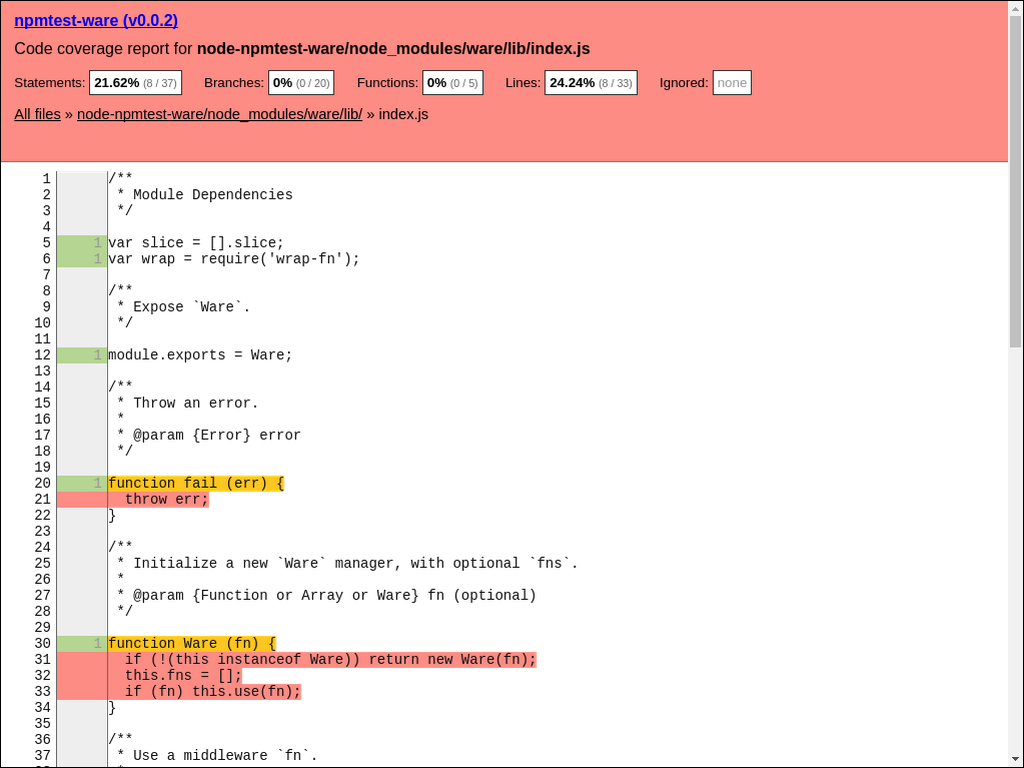 npmtest-ware (v0.0.2)
Code coverage report for node-npmtest-ware/node_modules/ware/lib/index.js
Statements: 21.62% (8 / 37) Branches: 0% (0 / 20) Functions: 0% (0 / 5) Lines: 24.24% (8 / 33) Ignored: none
All files » node-npmtest-ware/node_modules/ware/lib/ » index.js
1 /**
2  * Module Dependencies
3  */
4
5 1 var slice = [].slice;
6 1 var wrap = require('wrap-fn');
7
8 /**
9  * Expose `Ware`.
10  */
11
12 1 module.exports = Ware;
13
14 /**
15  * Throw an error.
16  *
17  * @param {Error} error
18  */
19
20 1 function fail (err) {
21   throw err;
22 }
23
24 /**
25  * Initialize a new `Ware` manager, with optional `fns`.
26  *
27  * @param {Function or Array or Ware} fn (optional)
28  */
29
30 1 function Ware (fn) {
31   if (!(this instanceof Ware)) return new Ware(fn);
32   this.fns = [];
33   if (fn) this.use(fn);
34 }
35
36 /**
37  * Use a middleware `fn`.